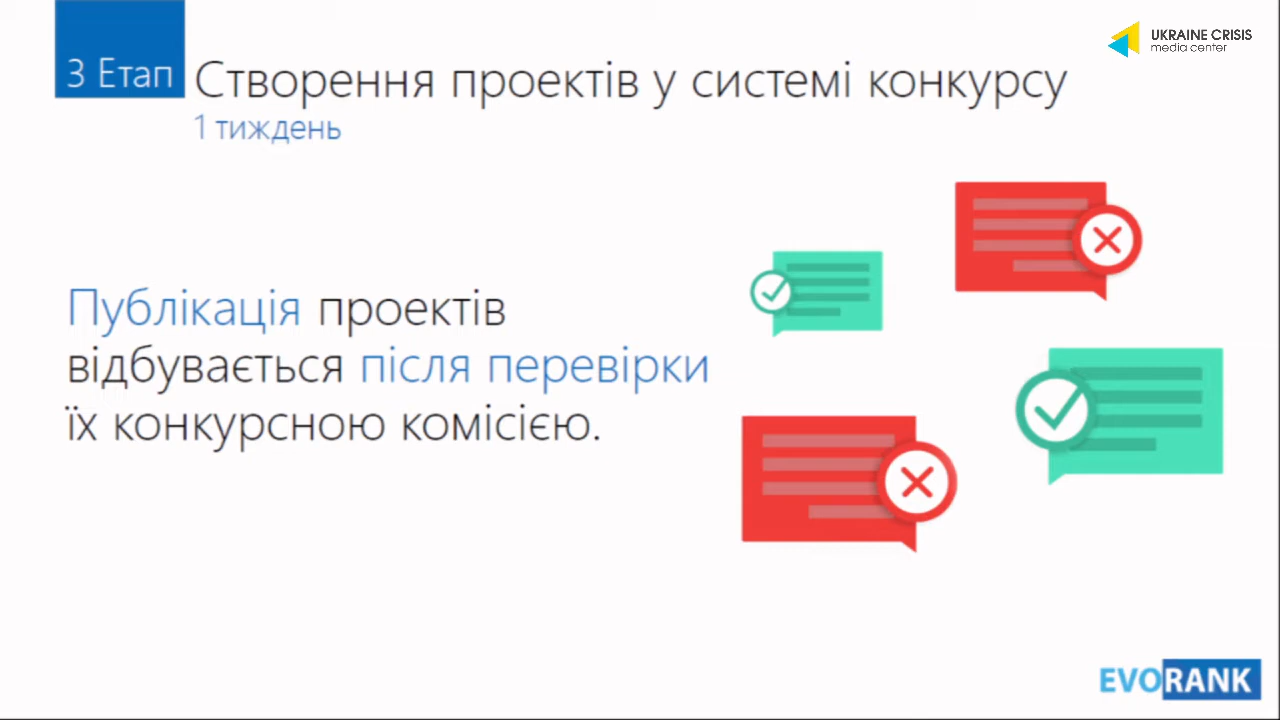 3 Етап
Створення проектів у системі конкурсу
1 тиждень
UKRAINE CRISIS
media center
Публікація проектів
відбувається після перевірки
їх конкурсною комісією.
EVORANK